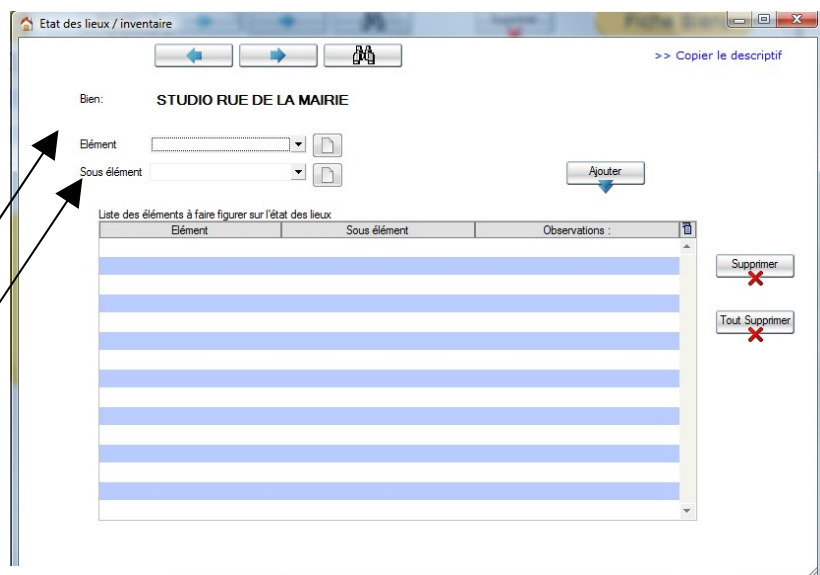 Etat des lieux / inventaire
>> Copier le descriptif
Bien: STUDIO RUE DE LA MAIRIE
Elément
Sous élément
Ajouter
Liste des éléments à faire figurer sur l'état des lieux
Elément Sous élément Observations :
Supprimer
Tout Supprimer